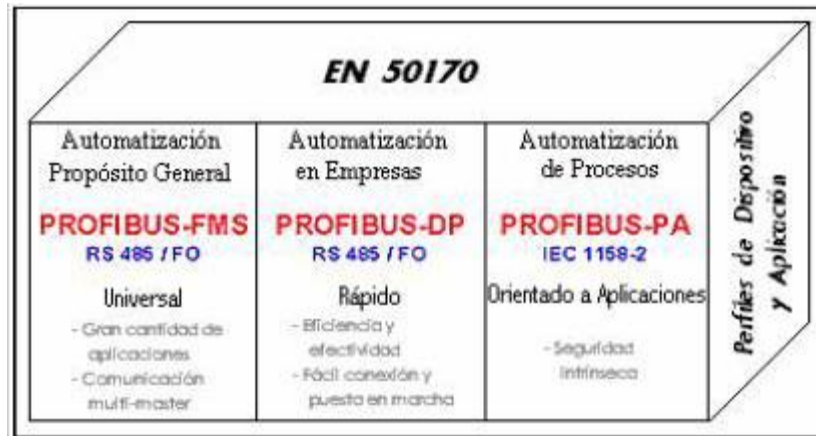 EN 50170
Automatización
Propósito General
PROFIBUS-FMS
RS 485 / FO
Universal
- Gran cantidad de
aplicaciones
- Comunicación
multi-master
Automatización
en Empresas
PROFIBUS-DP
RS 485 / FO
Rápido
- Eficiencia y
efectividad
- Fácil conexión y
puesta en marcha
Automatización
de Procesos
PROFIBUS-PA
IEC 1158-2
Orientado a Aplicaciones
- Seguridad
intrínseca
Perfiles de Dispositivo
y Aplicación